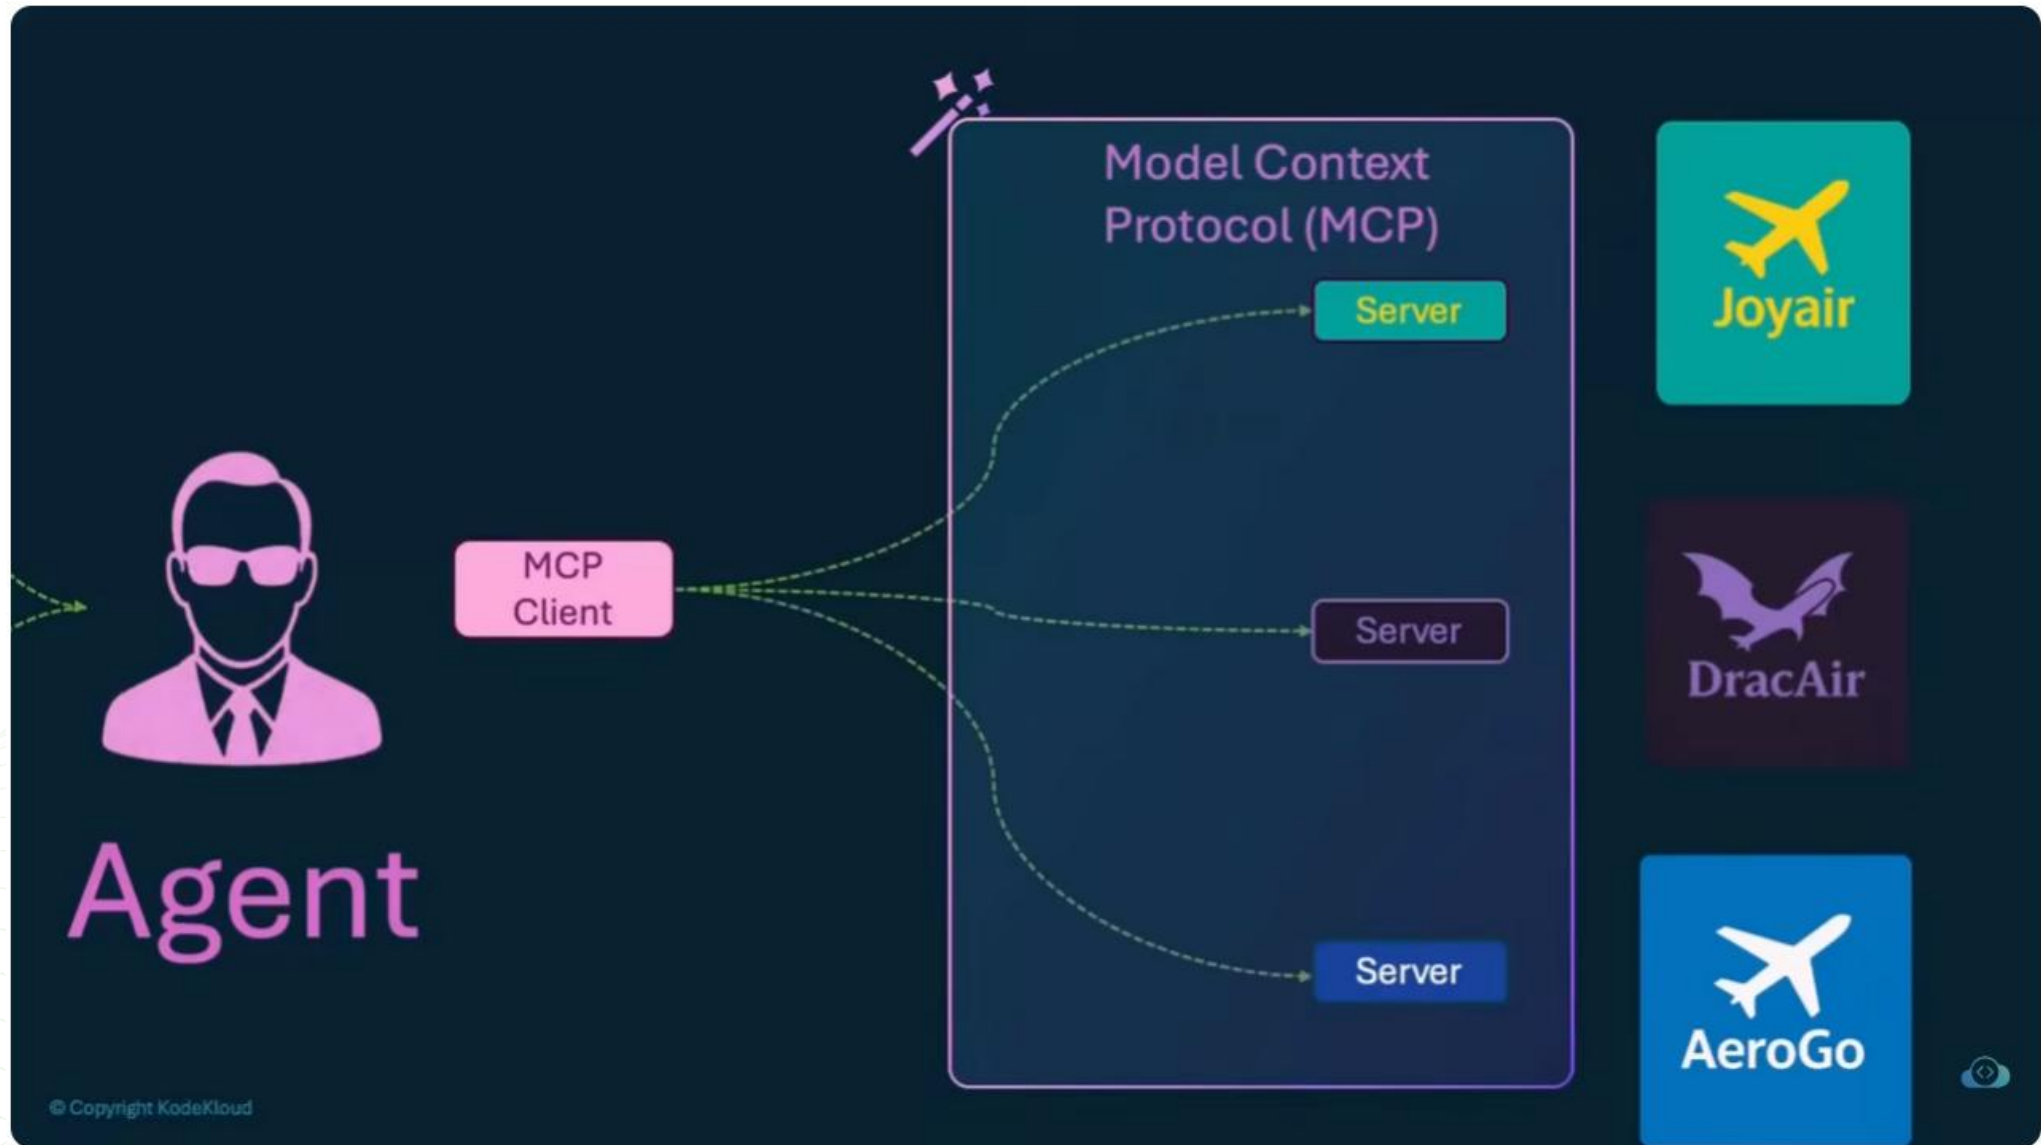 Model Context
Protocol (MCP)
Server
Joyair
MCP
Client
Server
DracAir
Agent
Server
AeroGo
© Copyright KodeKloud